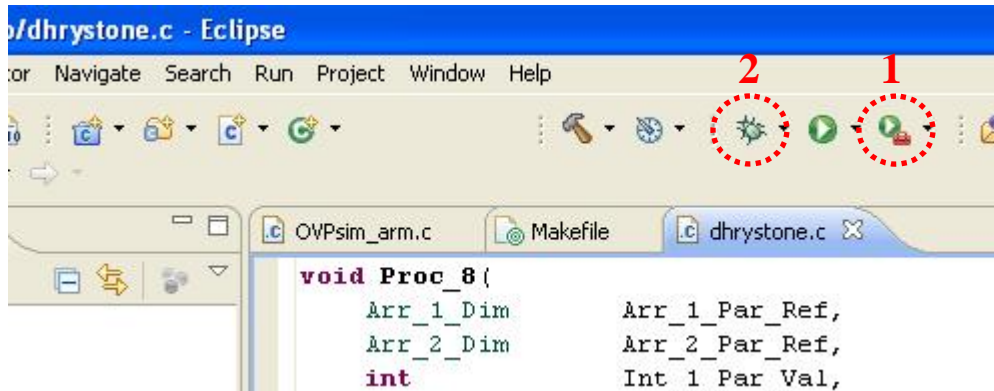 o/dhrystone.c - Eclipse
tor Navigate Search Run Project Window Help
2 1
OVPsim_arm.c Makefile dhrystone.c
void Proc_8(
Arr_1_Dim Arr_1_Par_Ref,
Arr_2_Dim Arr_2_Par_Ref,
int Int_1_Par_Val,